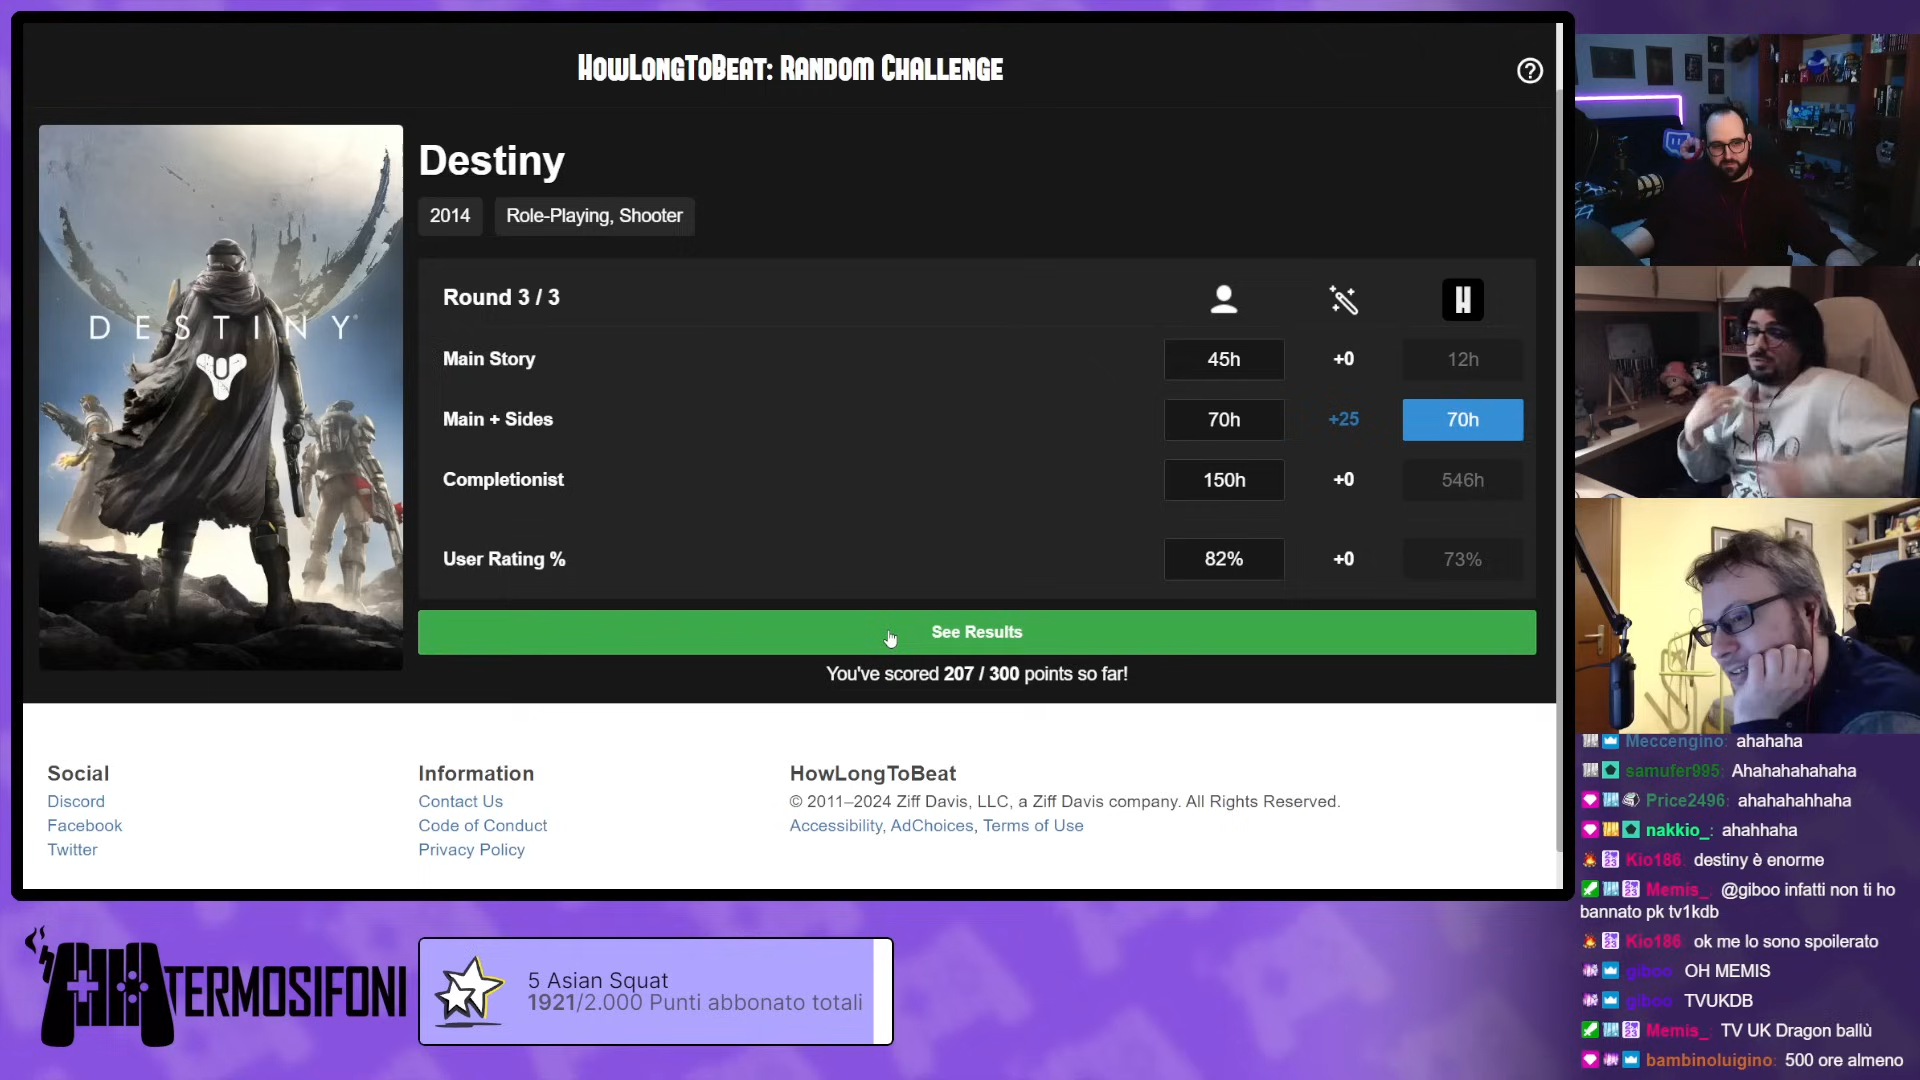 HowLongToBeat: Random Challenge
Destiny
2014
Role-Playing, Shooter
DESTINY
Round 3 / 3
Main Story
45h
+0
12h
Main + Sides
70h
+25
70h
Completionist
150h
+0
546h
User Rating %
82%
+0
73%
See Results
You've scored 207 / 300 points so far!
Social
Discord
Facebook
Twitter
Information
Contact Us
Code of Conduct
Privacy Policy
HowLongToBeat
© 2011–2024 Ziff Davis, LLC, a Ziff Davis company. All Rights Reserved.
Accessibility, AdChoices, Terms of Use
TERMOSIFONI
5 Asian Squat
1921/2.000 Punti abbonato totali
Meccengino: ahahaha
samufer995: Ahahahahahaha
Price2496: ahahahahhaha
nakkio_: ahahhaha
Kio186: destiny è enorme
Memis_: @giboo infatti non ti ho
bannato pk tv1kdb
Kio186: ok me lo sono spoilerato
giboo: OH MEMIS
giboo: TVUKDB
Memis_: TV UK Dragon ballù
bambinoluigino: 500 ore almeno